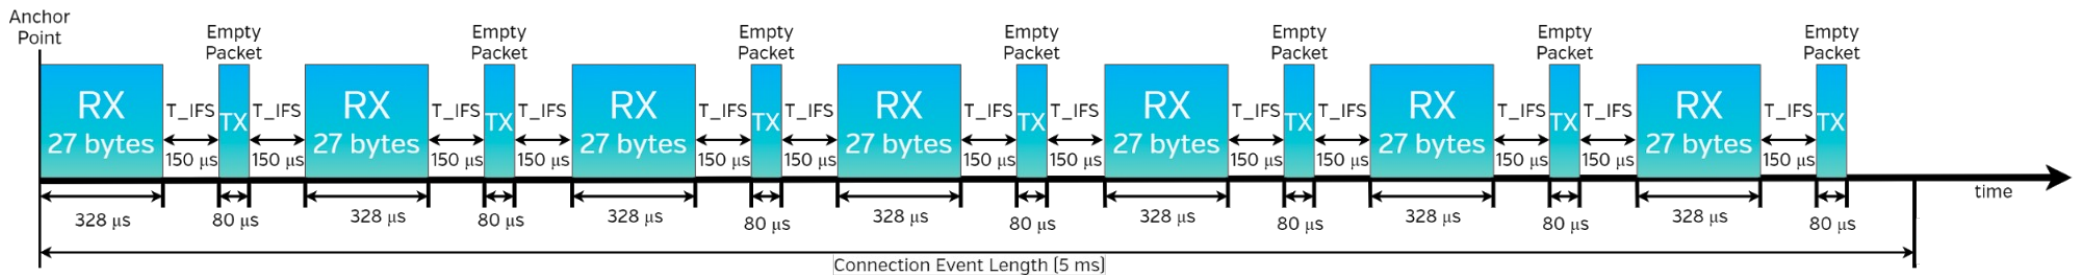 Anchor
Point
Empty
Packet
Empty
Packet
Empty
Packet
Empty
Packet
Empty
Packet
Empty
Packet
Empty
Packet
RX
27 bytes
T_IFS
150 µs
TX
T_IFS
150 µs
RX
27 bytes
T_IFS
150 µs
TX
T_IFS
150 µs
RX
27 bytes
T_IFS
150 µs
TX
T_IFS
150 µs
RX
27 bytes
T_IFS
150 µs
TX
T_IFS
150 µs
RX
27 bytes
T_IFS
150 µs
TX
T_IFS
150 µs
RX
27 bytes
T_IFS
150 µs
TX
T_IFS
150 µs
RX
27 bytes
T_IFS
150 µs
TX
328 µs
80 µs
328 µs
80 µs
328 µs
80 µs
328 µs
80 µs
328 µs
80 µs
328 µs
80 µs
328 µs
80 µs
time
Connection Event Length (5 ms)